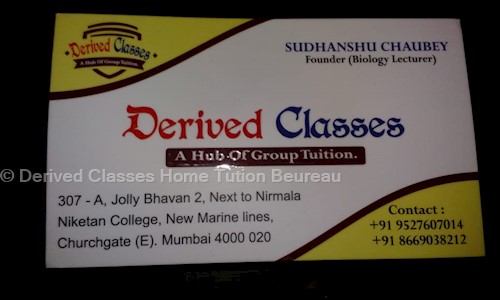 Derived Classes
A Hub Of Group Tuition.
SUDHANSHU CHAUBEY
Founder (Biology Lecturer)
Derived Classes
A Hub Of Group Tuition.
© Derived Classes Home Tution Beureau
307 - A, Jolly Bhavan 2, Next to Nirmala
Niketan College, New Marine lines,
Churchgate (E). Mumbai 4000 020
Contact :
+91 9527607014
+91 8669038212